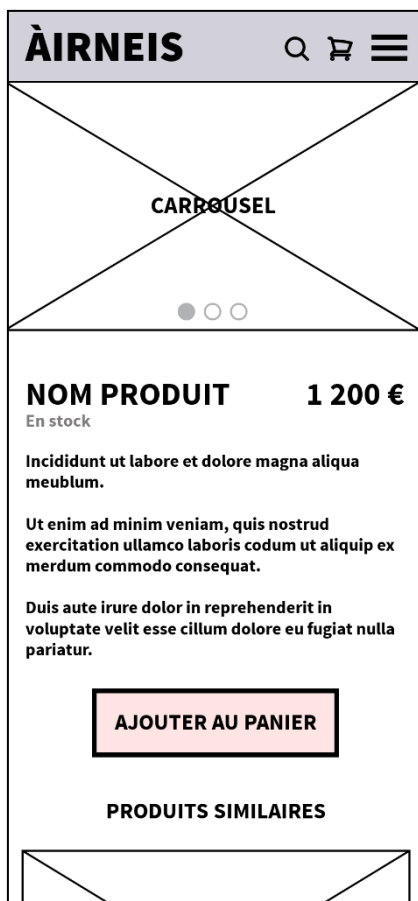 ÀIRNEIS
CARROUSEL
NOM PRODUIT 1 200 €
En stock
Incididunt ut labore et dolore magna aliqua
meublum.
Ut enim ad minim veniam, quis nostrud
exercitation ullamco laboris codum ut aliquip ex
merdum commodo consequat.
Duis aute irure dolor in reprehenderit in
voluptate velit esse cillum dolore eu fugiat nulla
pariatur.
AJOUTER AU PANIER
PRODUITS SIMILAIRES